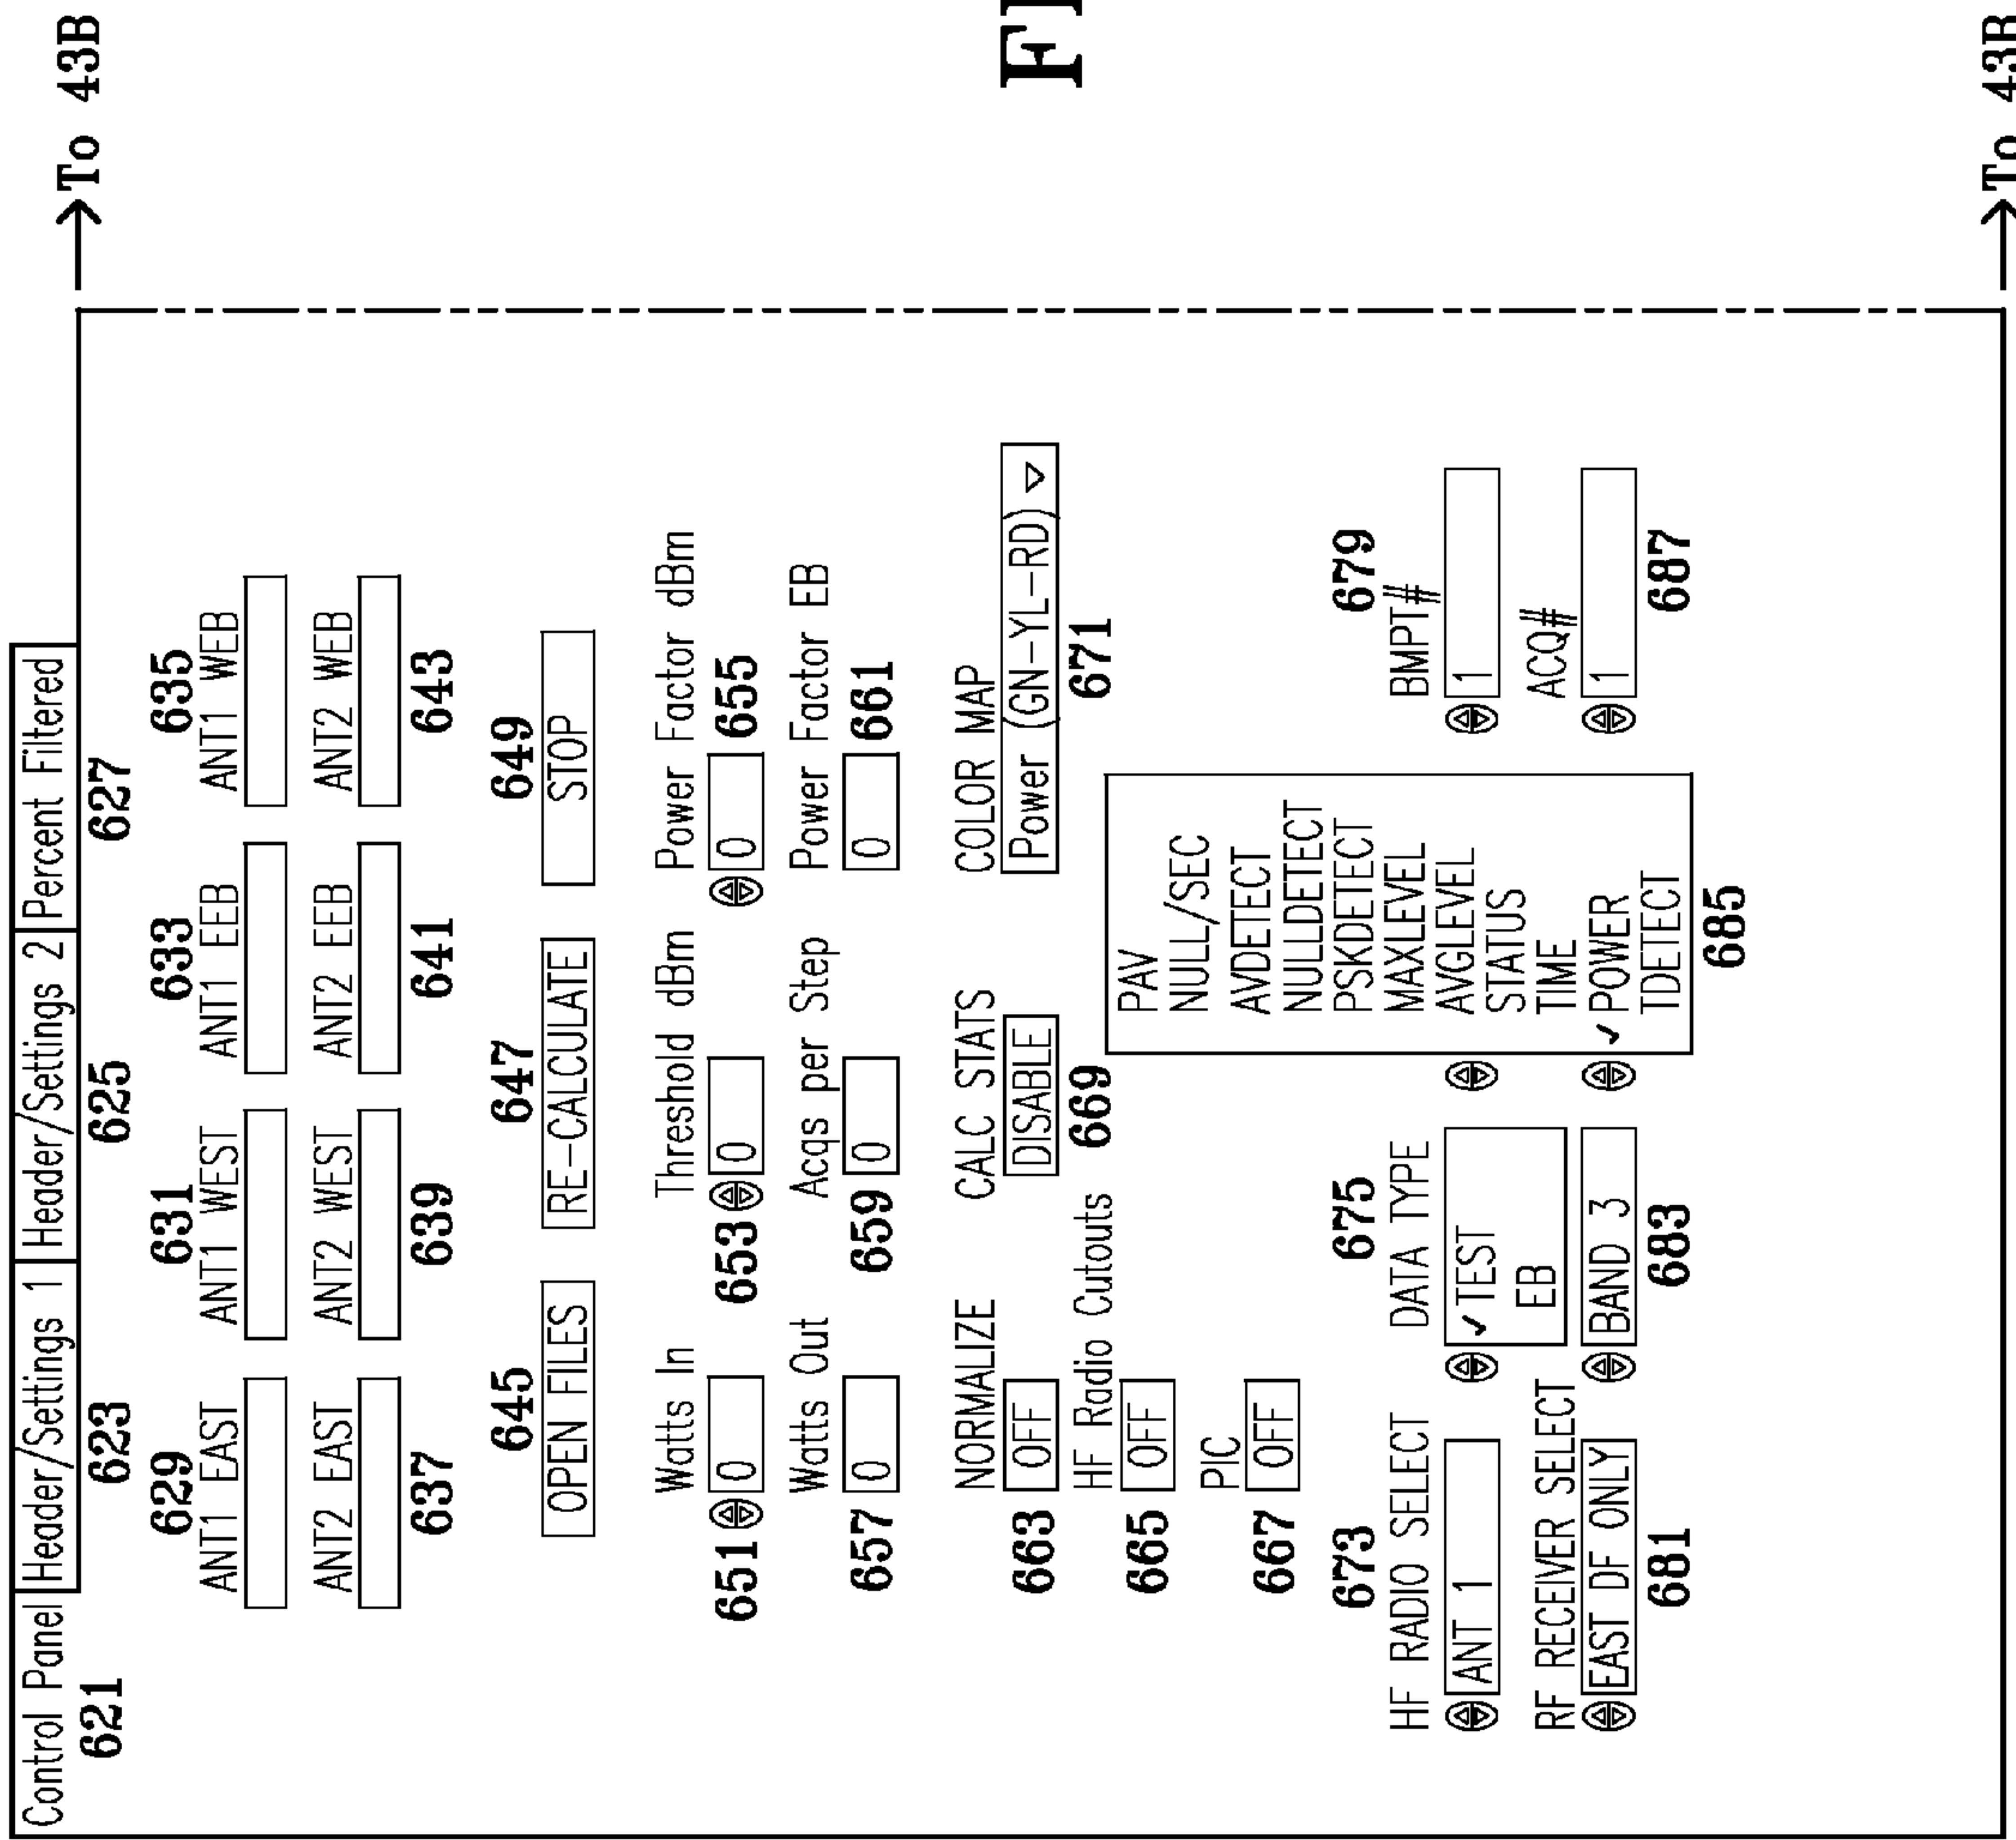 Control Panel Header/Settings 1 Header/Settings 2 Percent Filtered
621 623 625 627
To 43B
629 631 633 635
ANT1 EAST ANT1 WEST ANT1 EEB ANT1 WEB
ANT2 EAST ANT2 WEST ANT2 EEB ANT2 WEB
637 639 641 643
645 647 649
OPEN FILES RE-CALCULATE STOP
Watts In Threshold dBm Power Factor dBm
651 0 653 0 0 655
Watts Out Acqs per Step Power Factor EB
657 0 659 0 0 661
NORMALIZE CALC STATS COLOR MAP
663 OFF DISABLE Power (GN-YL-RD)
HF Radio Cutouts 669 671
665 OFF
PIC
667 OFF
PAV
NULL/SEC
AVDETECT
NULLDETECT
PSKDETECT
MAXLEVEL
AVGLEVEL
STATUS
TIME
✓POWER
TDETECT
685
673 675 679
HF RADIO SELECT DATA TYPE BMPT#
ANT 1 ✓TEST 1
EB
RF RECEIVER SELECT ACQ#
EAST DF ONLY BAND 3 1
681 683 687
To 43B